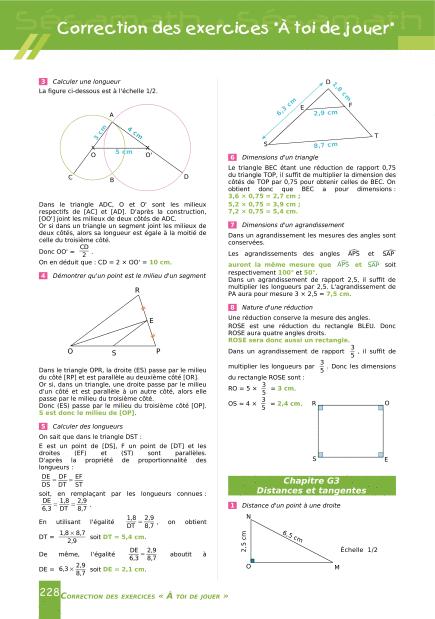 Correction des exercices "À toi de jouer"
3 Calculer une longueur
La figure ci-dessous est à l'échelle 1/2.
A
3 cm
4 cm
5 cm
O
O'
C
B
D
Dans le triangle ADC, O et O' sont les milieux
respectifs de [AC] et [AD]. D'après la construction,
[OO'] joint les milieux de deux côtés de ADC.
Or si dans un triangle un segment joint les milieux de
deux côtés, alors sa longueur est égale à la moitié de
celle du troisième côté.
Donc OO' = CD/2 .
On en déduit que : CD = 2 × OO' = 10 cm.
4 Démontrer qu'un point est le milieu d'un segment
R
E
O
S
P
Dans le triangle OPR, la droite (ES) passe par le milieu
du côté [RP] et est parallèle au deuxième côté [OR].
Or si, dans un triangle, une droite passe par le milieu
d'un côté et est parallèle à un autre côté, alors elle
passe par le milieu du troisième côté.
Donc (ES) passe par le milieu du troisième côté [OP].
S est donc le milieu de [OP].
5 Calculer des longueurs
On sait que dans le triangle DST :
E est un point de [DS], F un point de [DT] et les
droites (EF) et (ST) sont parallèles.
D'après la propriété de proportionnalité des
longueurs :
DE/DS = DF/DT = EF/ST
soit, en remplaçant par les longueurs connues :
DE/6,3 = 1,8/DT = 2,9/8,7 .
En utilisant l'égalité 1,8/DT = 2,9/8,7 , on obtient
DT = 1,8 × 8,7/2,9 soit DT = 5,4 cm.
De même, l'égalité DE/6,3 = 2,9/8,7 aboutit à
DE = 6,3 × 2,9/8,7 soit DE = 2,1 cm.
D
6,3 cm
1,8 cm
E
F
2,9 cm
S
T
8,7 cm
6 Dimensions d'un triangle
Le triangle BEC étant une réduction de rapport 0,75
du triangle TOP, il suffit de multiplier la dimension des
côtés de TOP par 0,75 pour obtenir celles de BEC. On
obtient donc que BEC a pour dimensions :
3,6 × 0,75 = 2,7 cm ;
5,2 × 0,75 = 3,9 cm ;
7,2 × 0,75 = 5,4 cm.
7 Dimensions d'un agrandissement
Dans un agrandissement les mesures des angles sont
conservées.
Les agrandissements des angles APS et SAP
auront la même mesure que APS et SAP soit
respectivement 100° et 50°.
Dans un agrandissement de rapport 2,5, il suffit de
multiplier les longueurs par 2,5. L'agrandissement de
PA aura pour mesure 3 × 2,5 = 7,5 cm.
8 Nature d'une réduction
Une réduction conserve la mesure des angles.
ROSE est une réduction du rectangle BLEU. Donc
ROSE aura quatre angles droits.
ROSE sera donc aussi un rectangle.
Dans un agrandissement de rapport 3/5 , il suffit de
multiplier les longueurs par 3/5 . Donc les dimensions
du rectangle ROSE sont :
RO = 5 × 3/5 = 3 cm.
OS = 4 × 3/5 = 2,4 cm.
R
O
S
E
Chapitre G3
Distances et tangentes
1 Distance d'un point à une droite
N
2,5 cm
6,5 cm
O
M
Échelle 1/2
228 CORRECTION DES EXERCICES « À TOI DE JOUER »